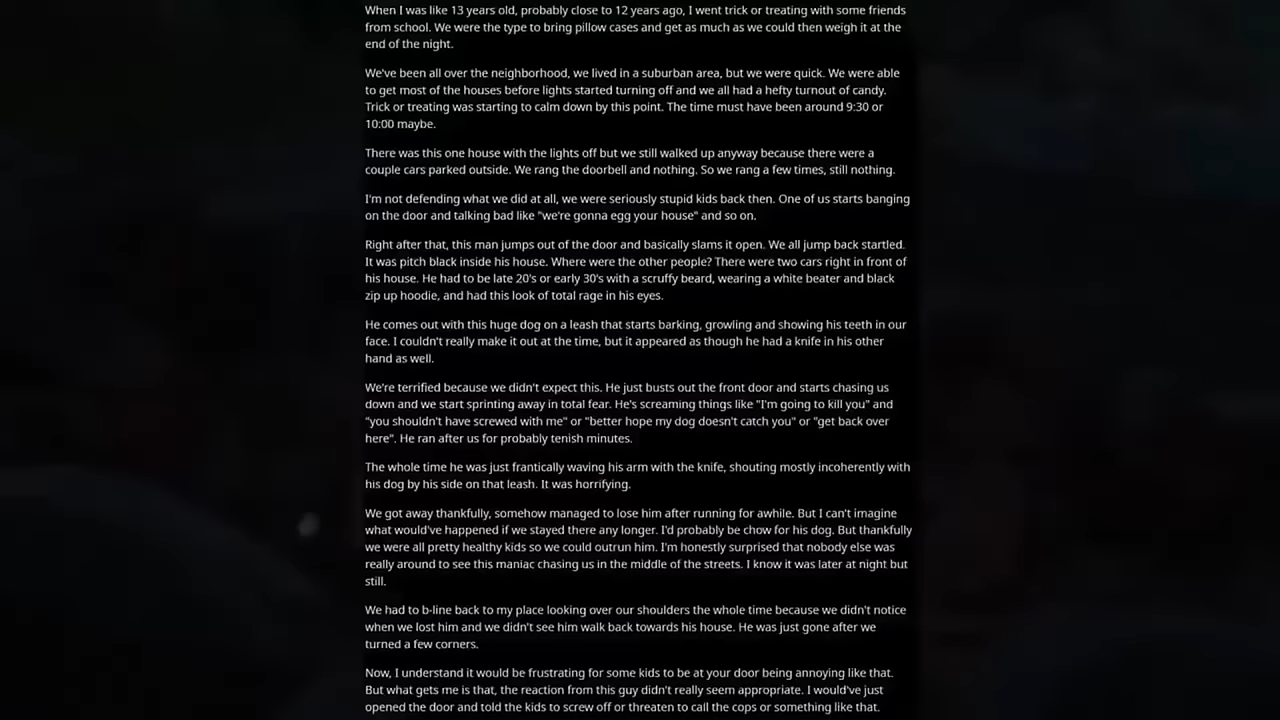 When I was like 13 years old, probably close to 12 years ago, I went trick or treating with some friends
from school. We were the type to bring pillow cases and get as much as we could then weigh it at the
end of the night.
We've been all over the neighborhood, we lived in a suburban area, but we were quick. We were able
to get most of the houses before lights started turning off and we all had a hefty turnout of candy.
Trick or treating was starting to calm down by this point. The time must have been around 9:30 or
10:00 maybe.
There was this one house with the lights off but we still walked up anyway because there were a
couple cars parked outside. We rang the doorbell and nothing. So we rang a few times, still nothing.
I'm not defending what we did at all, we were seriously stupid kids back then. One of us starts banging
on the door and talking bad like "we're gonna egg your house" and so on.
Right after that, this man jumps out of the door and basically slams it open. We all jump back startled.
It was pitch black inside his house. Where were the other people? There were two cars right in front of
his house. He had to be late 20's or early 30's with a scruffy beard, wearing a white beater and black
zip up hoodie, and had this look of total rage in his eyes.
He comes out with this huge dog on a leash that starts barking, growling and showing his teeth in our
face. I couldn't really make it out at the time, but it appeared as though he had a knife in his other
hand as well.
We're terrified because we didn't expect this. He just busts out the front door and starts chasing us
down and we start sprinting away in total fear. He's screaming things like "I'm going to kill you" and
"you shouldn't have screwed with me" or "better hope my dog doesn't catch you" or "get back over
here". He ran after us for probably tenish minutes.
The whole time he was just frantically waving his arm with the knife, shouting mostly incoherently with
his dog by his side on that leash. It was horrifying.
We got away thankfully, somehow managed to lose him after running for awhile. But I can't imagine
what would've happened if we stayed there any longer. I'd probably be chow for his dog. But thankfully
we were all pretty healthy kids so we could outrun him. I'm honestly surprised that nobody else was
really around to see this maniac chasing us in the middle of the streets. I know it was later at night but
still.
We had to b-line back to my place looking over our shoulders the whole time because we didn't notice
when we lost him and we didn't see him walk back towards his house. He was just gone after we
turned a few corners.
Now, I understand it would be frustrating for some kids to be at your door being annoying like that.
But what gets me is that, the reaction from this guy didn't really seem appropriate. I would've just
opened the door and told the kids to screw off or threaten to call the cops or something like that.